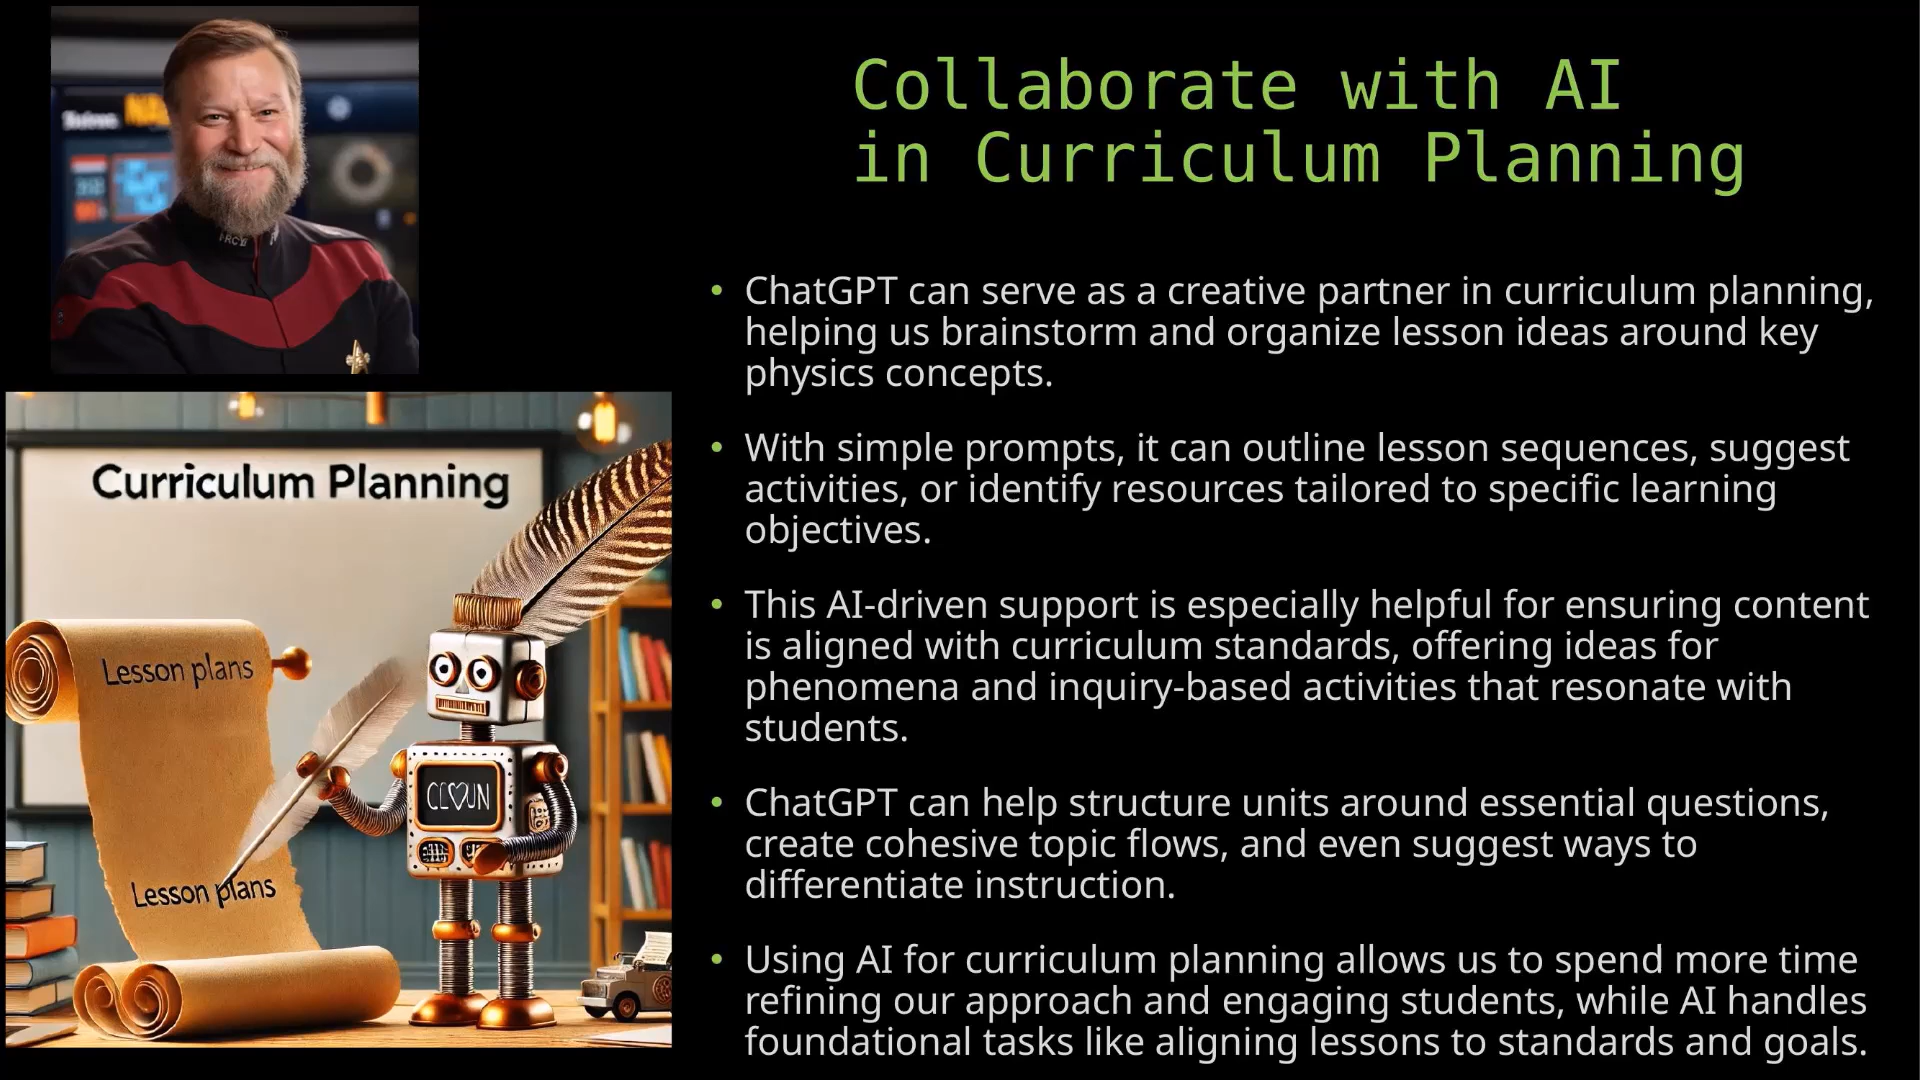 Collaborate with AI
in Curriculum Planning
• ChatGPT can serve as a creative partner in curriculum planning,
helping us brainstorm and organize lesson ideas around key
physics concepts.
• With simple prompts, it can outline lesson sequences, suggest
activities, or identify resources tailored to specific learning
objectives.
• This AI-driven support is especially helpful for ensuring content
is aligned with curriculum standards, offering ideas for
phenomena and inquiry-based activities that resonate with
students.
• ChatGPT can help structure units around essential questions,
create cohesive topic flows, and even suggest ways to
differentiate instruction.
• Using AI for curriculum planning allows us to spend more time
refining our approach and engaging students, while AI handles
foundational tasks like aligning lessons to standards and goals.
Curriculum Planning
Lesson plans
Lesson plans